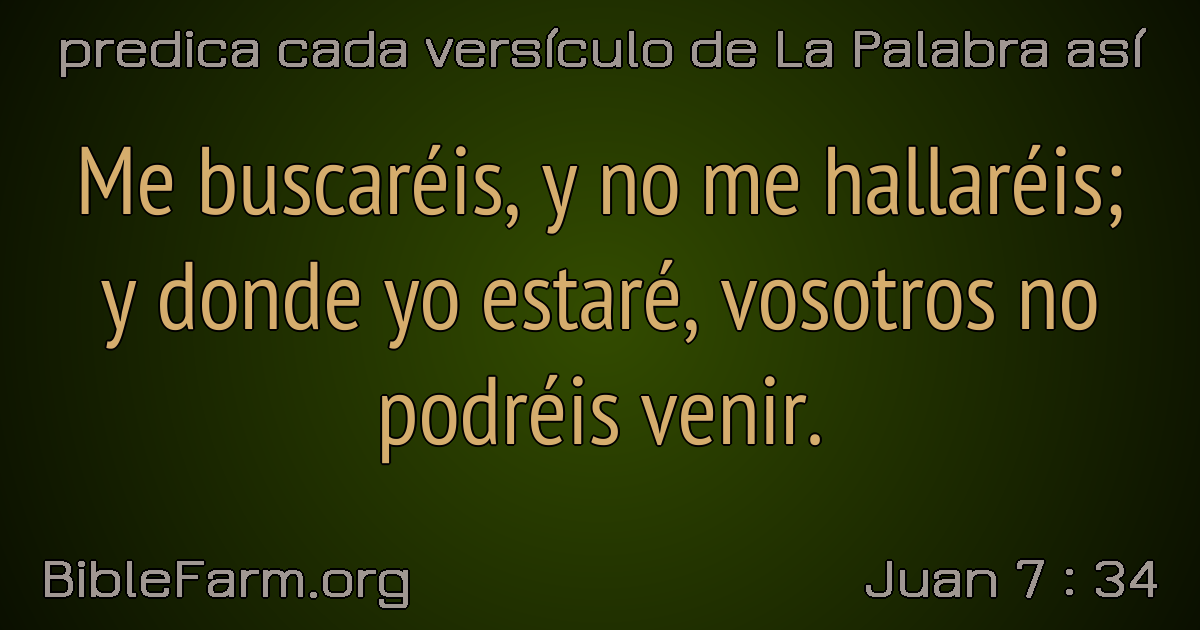 predica cada versículo de La Palabra así
Me buscaréis, y no me hallaréis;
y donde yo estaré, vosotros no
podréis venir.
BibleFarm.org
Juan 7 : 34